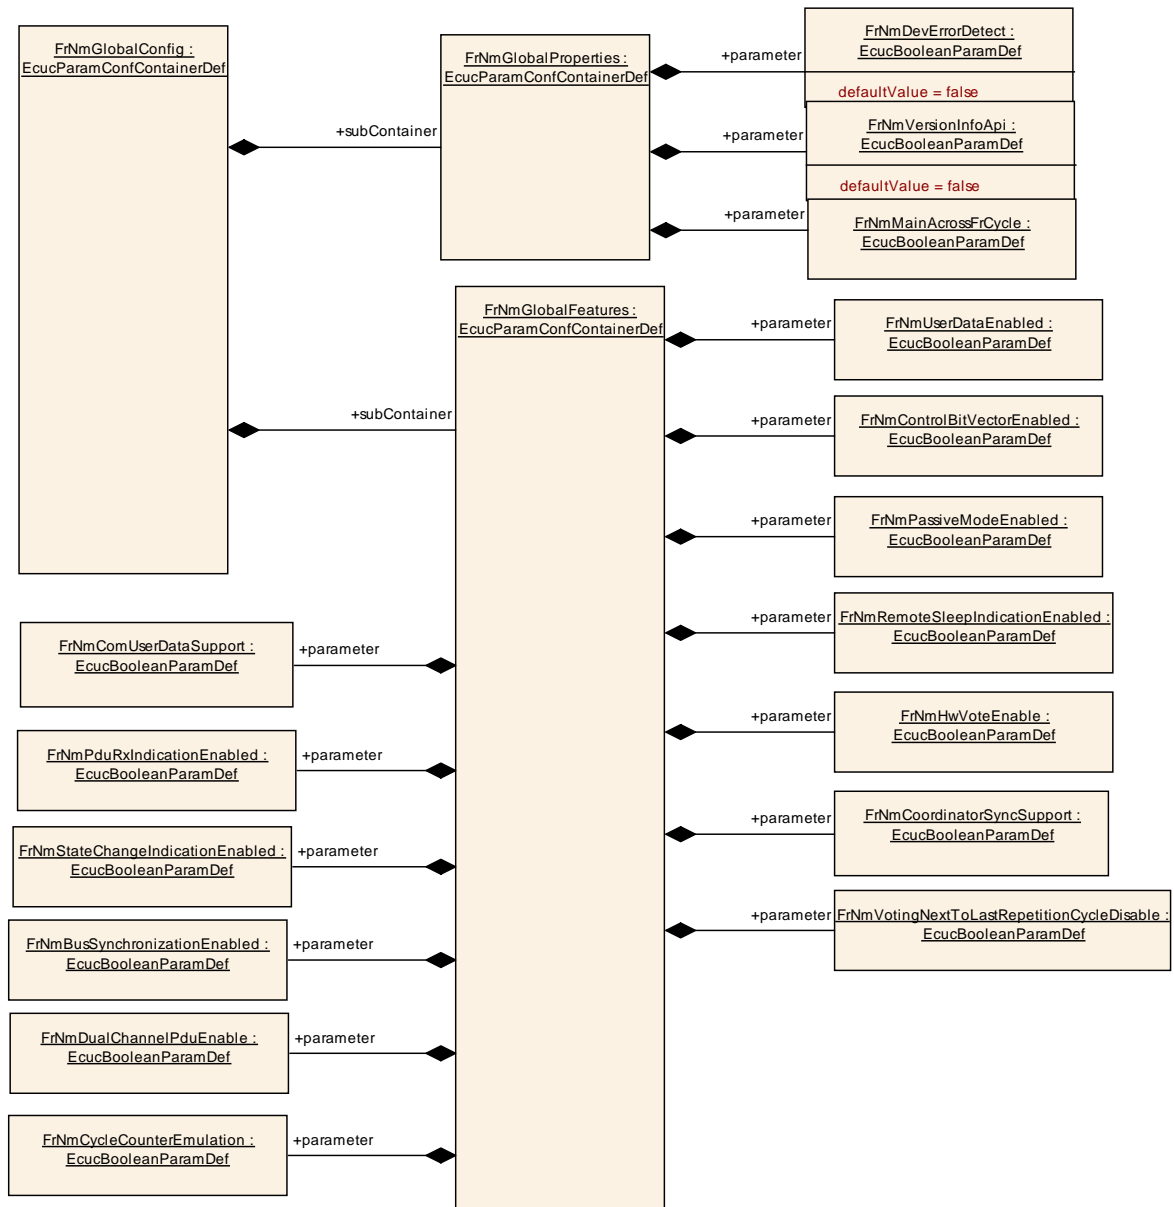 FrNmGlobalConfig :
EcucParamConfContainerDef
+subContainer
+subContainer
FrNmGlobalProperties :
EcucParamConfContainerDef
+parameter
FrNmDevErrorDetect :
EcucBooleanParamDef
defaultValue = false
+parameter
FrNmVersionInfoApi :
EcucBooleanParamDef
defaultValue = false
+parameter
FrNmMainAcrossFrCycle :
EcucBooleanParamDef
FrNmGlobalFeatures :
EcucParamConfContainerDef
+parameter
FrNmUserDataEnabled :
EcucBooleanParamDef
+parameter
FrNmControlBitVectorEnabled :
EcucBooleanParamDef
+parameter
FrNmPassiveModeEnabled :
EcucBooleanParamDef
+parameter
FrNmRemoteSleepIndicationEnabled :
EcucBooleanParamDef
+parameter
FrNmHwVoteEnable :
EcucBooleanParamDef
+parameter
FrNmCoordinatorSyncSupport :
EcucBooleanParamDef
+parameter
FrNmVotingNextToLastRepetitionCycleDisable :
EcucBooleanParamDef
FrNmComUserDataSupport :
EcucBooleanParamDef
+parameter
FrNmPduRxIndicationEnabled :
EcucBooleanParamDef
+parameter
FrNmStateChangeIndicationEnabled :
EcucBooleanParamDef
+parameter
FrNmBusSynchronizationEnabled :
EcucBooleanParamDef
+parameter
FrNmDualChannelPduEnable :
EcucBooleanParamDef
+parameter
FrNmCycleCounterEmulation :
EcucBooleanParamDef
+parameter